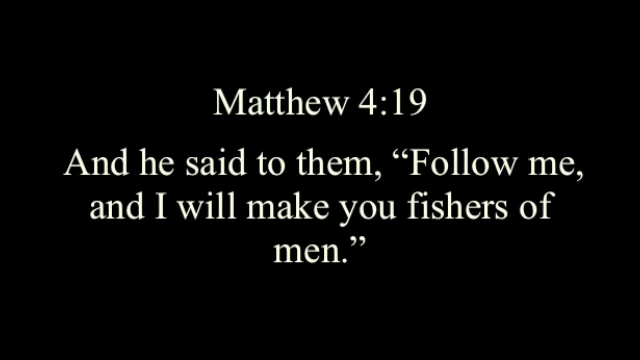 Matthew 4:19
And he said to them, “Follow me,
and I will make you fishers of
men.”